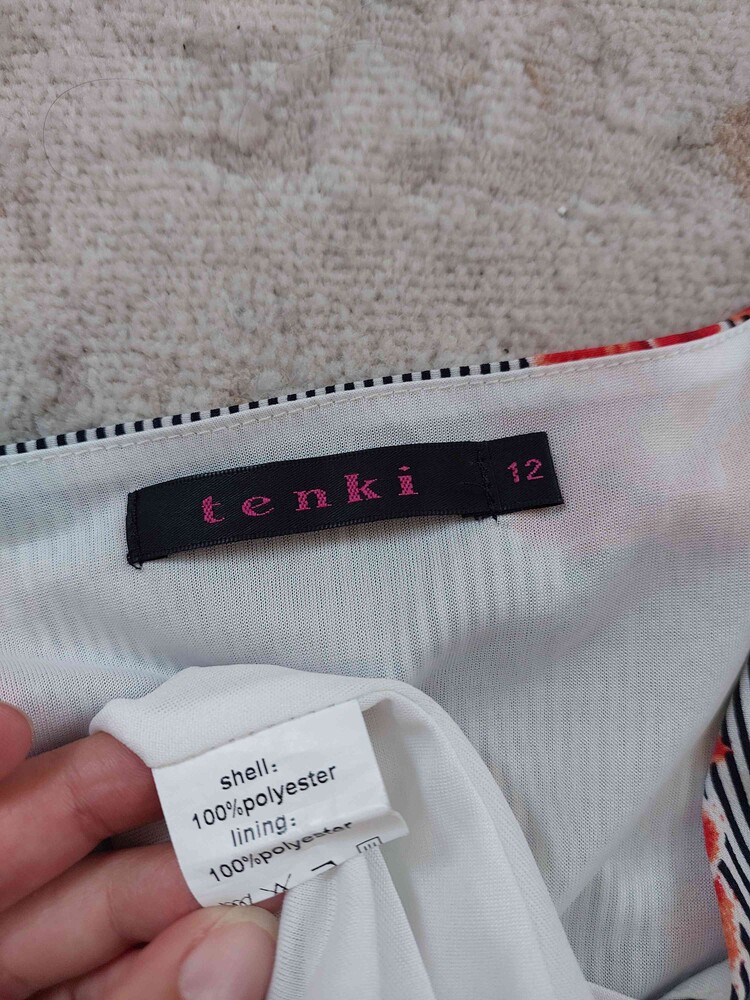 tenki
12
shell:
100%polyester
lining:
100%polyester